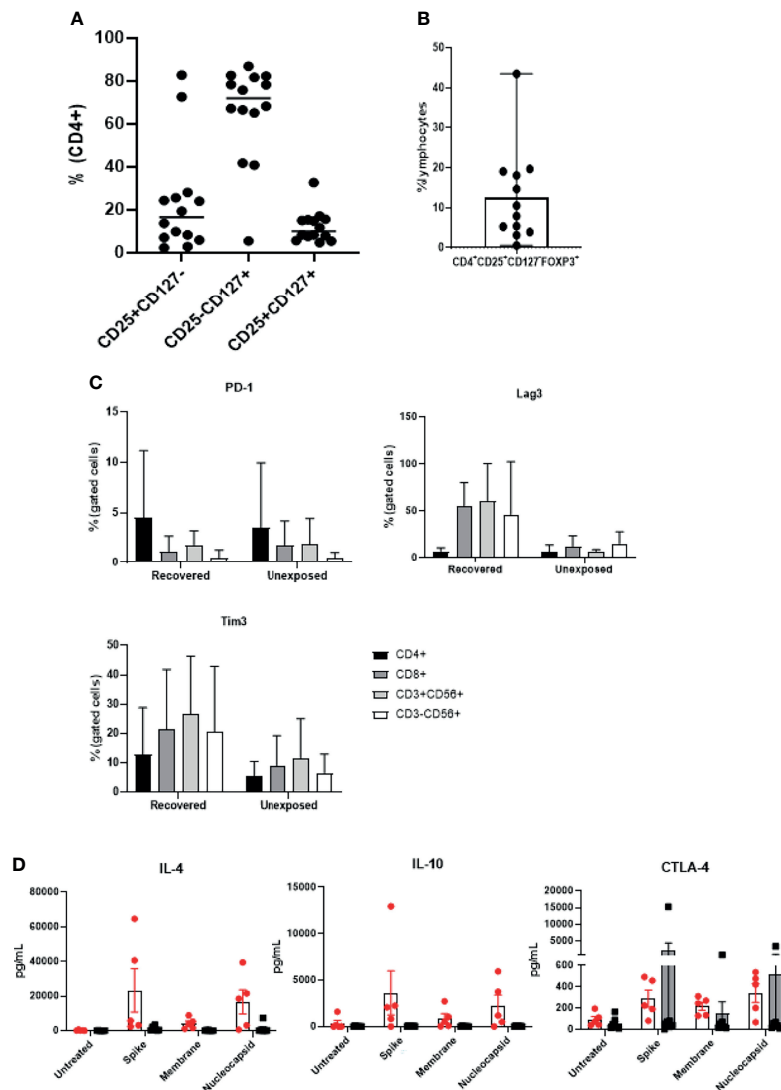 A
% (CD4+)
100
80
60
40
20
0
CD25+CD127-
CD25-CD127+
CD25+CD127+
B
%lymphocytes
50
40
30
20
10
0
CD4+CD25+CD127-FOXP3+
C
PD-1
% (gated cells)
15
10
5
0
Recovered
Unexposed
Lag3
% (gated cells)
150
100
50
0
Recovered
Unexposed
Tim3
% (gated cells)
50
40
30
20
10
0
Recovered
Unexposed
CD4+
CD8+
CD3+CD56+
CD3-CD56+
D
IL-4
pg/mL
80000
60000
40000
20000
0
Untreated
Spike
Membrane
Nucleocapsid
IL-10
pg/mL
15000
10000
5000
0
Untreated
Spike
Membrane
Nucleocapsid
CTLA-4
pg/mL
20000
15000
10000
5000
600
400
200
0
Untreated
Spike
Membrane
Nucleocapsid